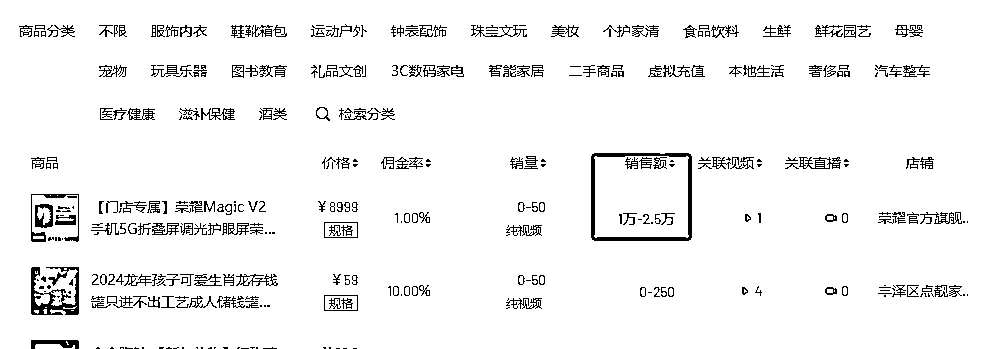 商品分类 不限 服饰内衣 鞋靴箱包 运动户外 钟表配饰 珠宝文玩 美妆 个护家清 食品饮料 生鲜 鲜花园艺 母婴
宠物 玩具乐器 图书教育 礼品文创 3C数码家电 智能家居 二手商品 虚拟充值 本地生活 奢侈品 汽车整车
医疗健康 滋补保健 酒类 检索分类
商品 价格 佣金率 销量 销售额 关联视频 关联直播 店铺
【门店专属】荣耀Magic V2 ¥8999 1.00% 0-50 1万-2.5万 1 0 荣耀官方旗舰..
手机5G折叠屏调光护眼屏荣... 规格 纯视频
2024龙年孩子可爱生肖龙存钱 ¥59 10.00% 0-50 0-250 4 0 丰泽区点靓家..
罐只进不出工艺成人储钱罐... 规格 纯视频